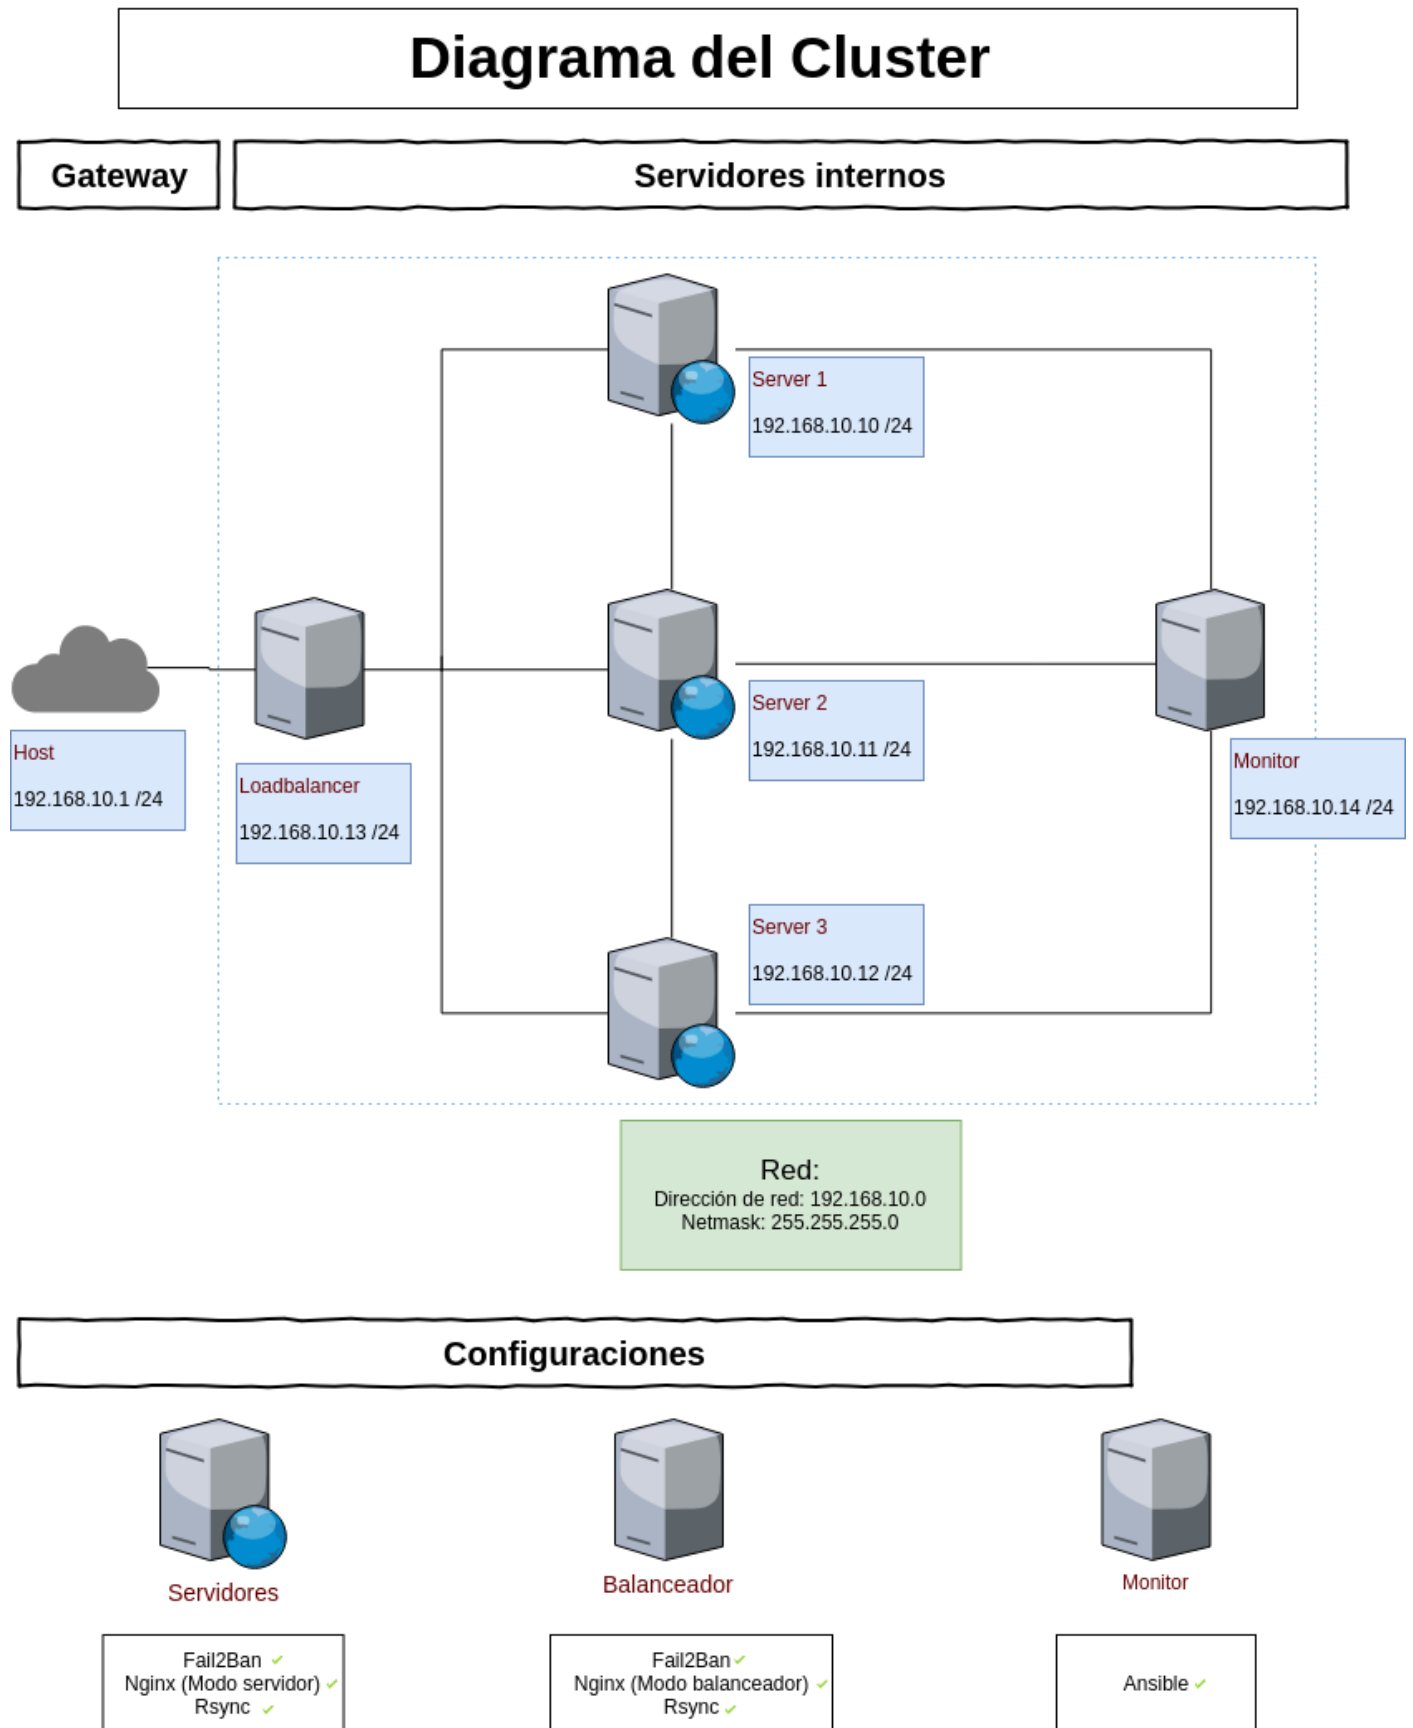 Diagrama del Cluster
Gateway
Servidores internos
Server 1
192.168.10.10 /24
Host
192.168.10.1 /24
Loadbalancer
192.168.10.13 /24
Server 2
192.168.10.11 /24
Monitor
192.168.10.14 /24
Server 3
192.168.10.12 /24
Red:
Dirección de red: 192.168.10.0
Netmask: 255.255.255.0
Configuraciones
Servidores
Fail2Ban
Nginx (Modo servidor)
Rsync
Balanceador
Fail2Ban
Nginx (Modo balanceador)
Rsync
Monitor
Ansible